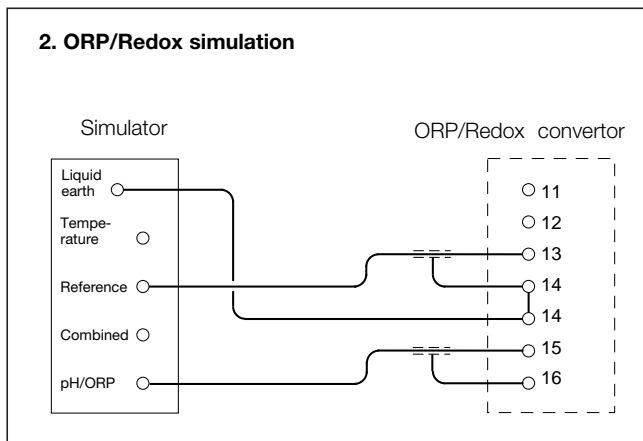 2. ORP/Redox simulation
Simulator
ORP/Redox convertor
Liquid
earth
Tempe-
rature
Reference
Combined
pH/ORP
11
12
13
14
14
15
16